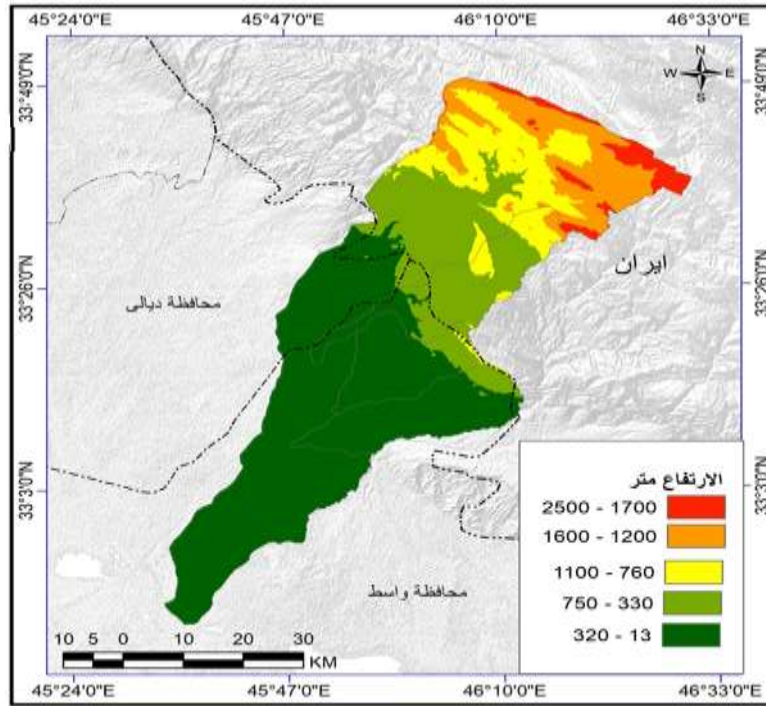 45°24'0"E 45°47'0"E 46°10'0"E 46°33'0"E
N
W E
S
33°49'0"N
33°49'0"N
ايران
33°26'0"N
33°26'0"N
محافظة ديالى
الارتفاع متر
2500 - 1700
1600 - 1200
1100 - 760
750 - 330
320 - 13
33°3'0"N
33°3'0"N
محافظة واسط
10 5 0 10 20 30
KM
45°24'0"E 45°47'0"E 46°10'0"E 46°33'0"E